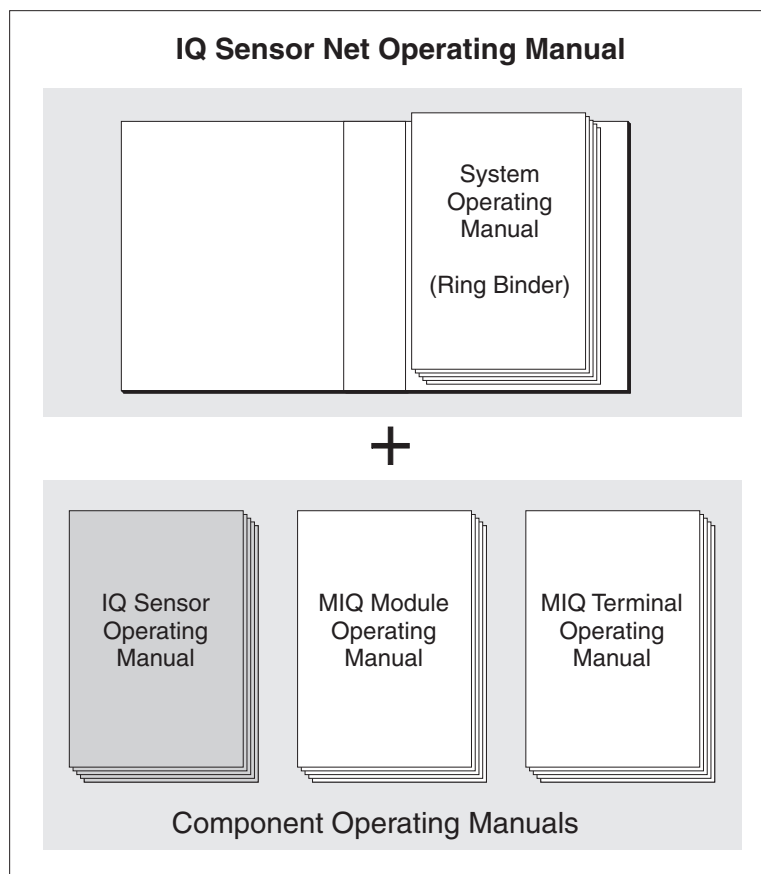 IQ Sensor Net Operating Manual
System
Operating
Manual
(Ring Binder)
+
IQ Sensor
Operating
Manual
MIQ Module
Operating
Manual
MIQ Terminal
Operating
Manual
Component Operating Manuals